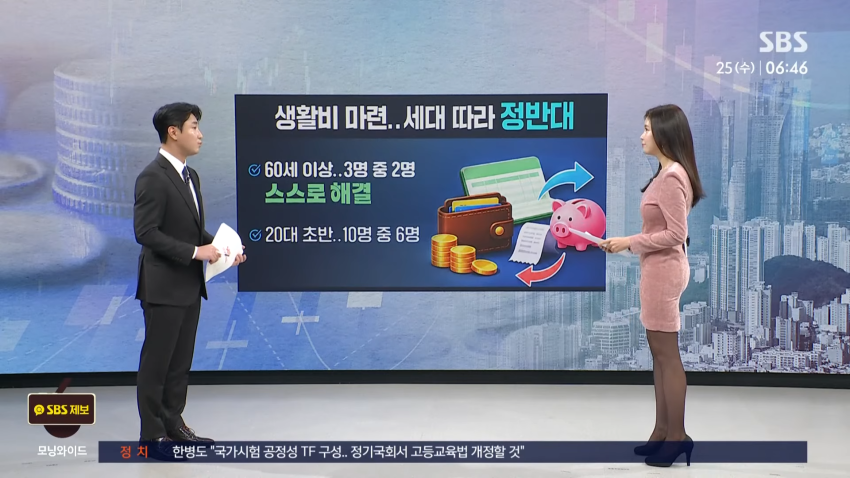 SBS
25(수) 06:46
생활비 마련..세대 따라 정반대
60세 이상..3명 중 2명
스스로 해결
20대 초반..10명 중 6명
SBS 제보
모닝와이드
정 치 한병도 "국가시험 공정성 TF 구성.. 정기국회서 고등교육법 개정할 것"